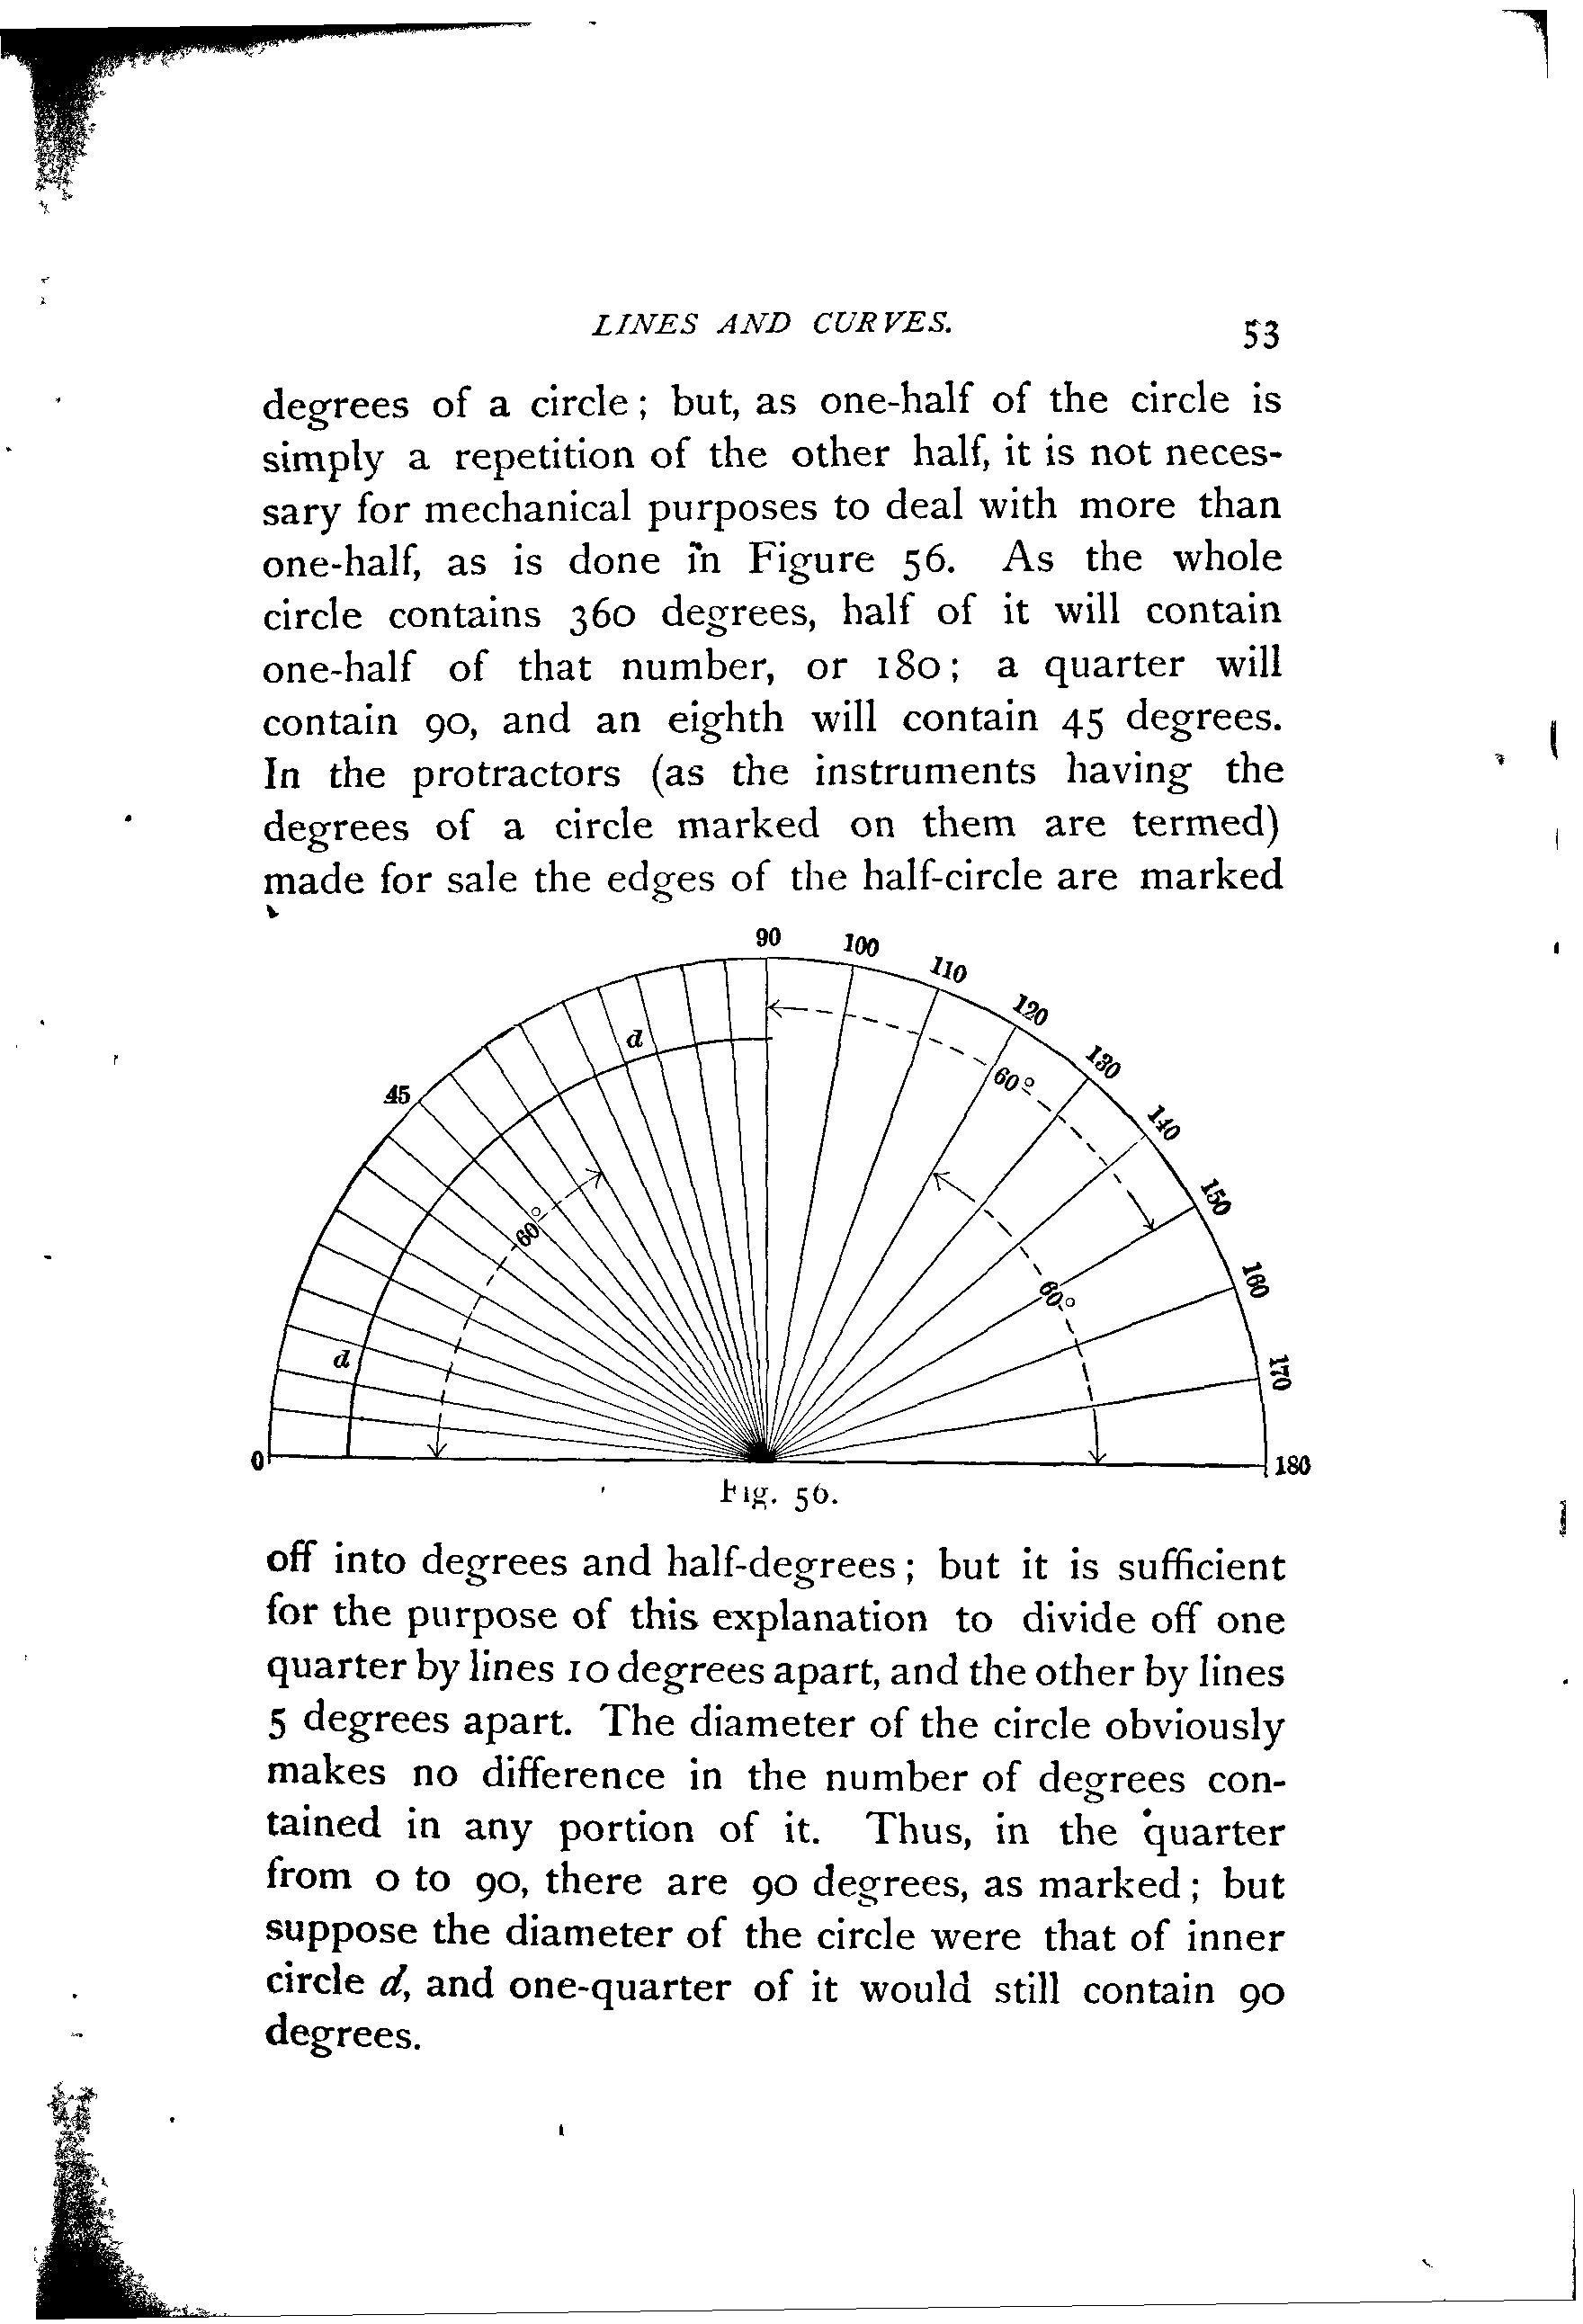 LINES AND CURVES. 53
degrees of a circle; but, as one-half of the circle is
simply a repetition of the other half, it is not neces-
sary for mechanical purposes to deal with more than
one-half, as is done in Figure 56. As the whole
circle contains 360 degrees, half of it will contain
one-half of that number, or 180; a quarter will
contain 90, and an eighth will contain 45 degrees.
In the protractors (as the instruments having the
degrees of a circle marked on them are termed)
made for sale the edges of the half-circle are marked
90
100
110
120
130
140
150
160
170
180
45
0
d
d
60°
60°
60°
Fig. 56.
off into degrees and half-degrees; but it is sufficient
for the purpose of this explanation to divide off one
quarter by lines 10 degrees apart, and the other by lines
5 degrees apart. The diameter of the circle obviously
makes no difference in the number of degrees con-
tained in any portion of it. Thus, in the quarter
from 0 to 90, there are 90 degrees, as marked; but
suppose the diameter of the circle were that of inner
circle d, and one-quarter of it would still contain 90
degrees.